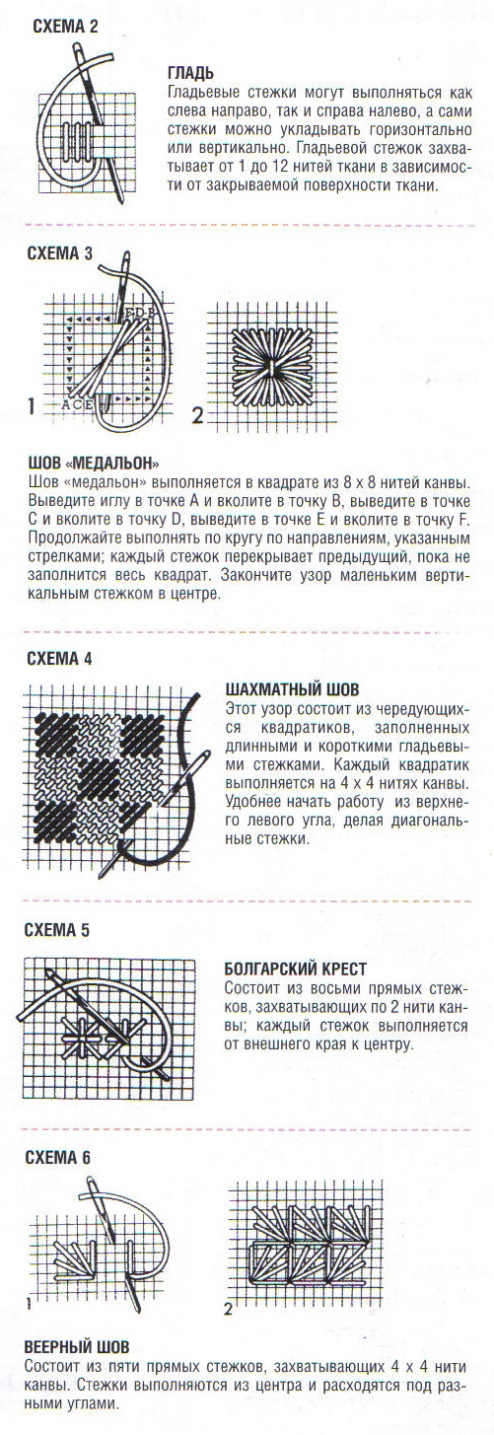 СХЕМА 2
ГЛАДЬ
Гладьевые стежки могут выполняться как
слева направо, так и справа налево, а сами
стежки можно укладывать горизонтально
или вертикально. Гладьевой стежок захва-
тывает от 1 до 12 нитей ткани в зависимос-
ти от закрываемой поверхности ткани.
СХЕМА 3
F D B
1
A C E
2
ШОВ «МЕДАЛЬОН»
Шов «медальон» выполняется в квадрате из 8 x 8 нитей канвы.
Выведите иглу в точке А и вколите в точку В, выведите в точке
С и вколите в точку D, выведите в точке Е и вколите в точку F.
Продолжайте выполнять по кругу по направлениям, указанным
стрелками; каждый стежок перекрывает предыдущий, пока не
заполнится весь квадрат. Закончите узор маленьким верти-
кальным стежком в центре.
СХЕМА 4
ШАХМАТНЫЙ ШОВ
Этот узор состоит из чередующих-
ся квадратиков, заполненных
длинными и короткими гладьевы-
ми стежками. Каждый квадратик
выполняется на 4 x 4 нитях канвы.
Удобнее начать работу из верхне-
го левого угла, делая диагональ-
ные стежки.
СХЕМА 5
БОЛГАРСКИЙ КРЕСТ
Состоит из восьми прямых стеж-
ков, захватывающих по 2 нити кан-
вы; каждый стежок выполняется
от внешнего края к центру.
СХЕМА 6
1
2
ВЕЕРНЫЙ ШОВ
Состоит из пяти прямых стежков, захватывающих 4 x 4 нити
канвы. Стежки выполняются из центра и расходятся под раз-
ными углами.